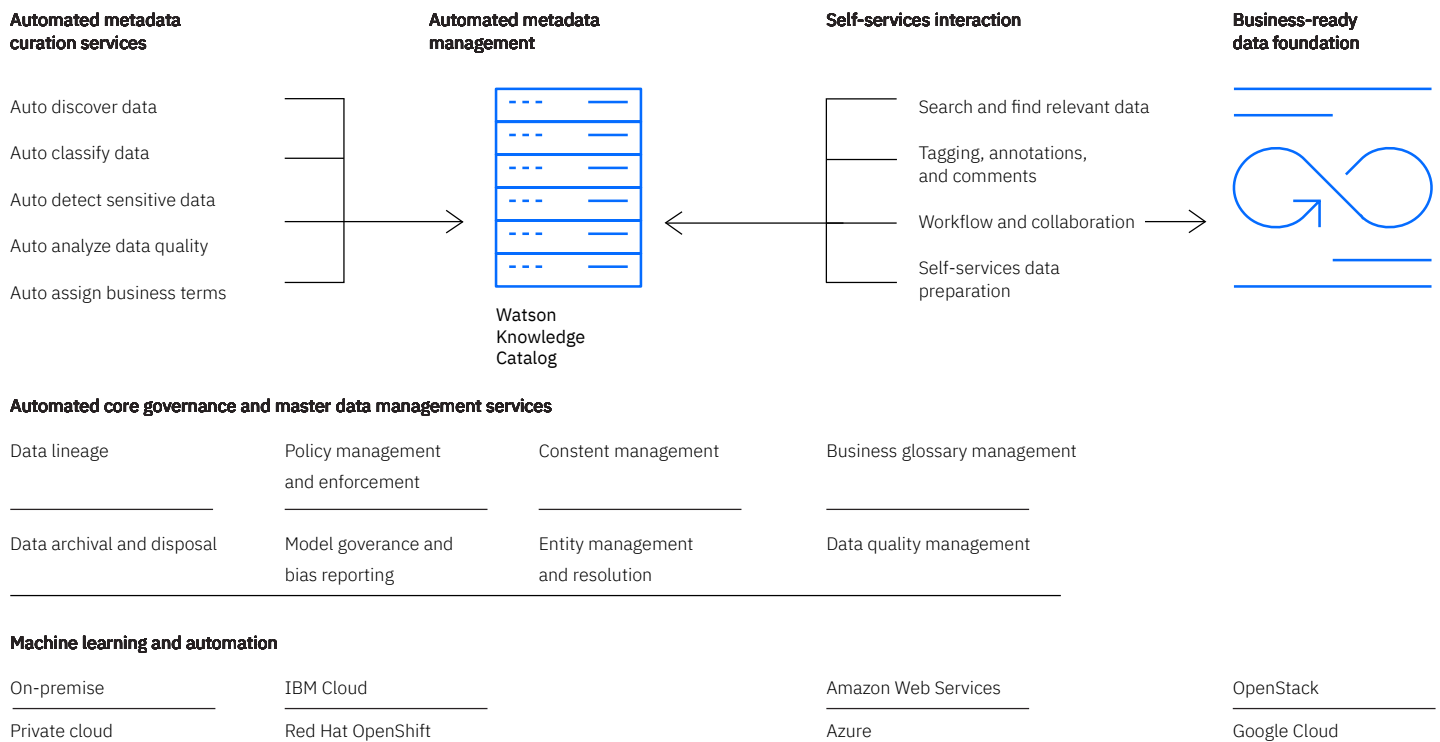 Automated metadata
curation services
Auto discover data
Auto classify data
Auto detect sensitive data
Auto analyze data quality
Auto assign business terms
Automated metadata
management
Watson
Knowledge
Catalog
Self-services interaction
Search and find relevant data
Tagging, annotations,
and comments
Workflow and collaboration
Self-services data
preparation
Business-ready
data foundation
Automated core governance and master data management services
Data lineage
Policy management
and enforcement
Constent management
Business glossary management
Data archival and disposal
Model goverance and
bias reporting
Entity management
and resolution
Data quality management
Machine learning and automation
On-premise
IBM Cloud
Amazon Web Services
OpenStack
Private cloud
Red Hat OpenShift
Azure
Google Cloud